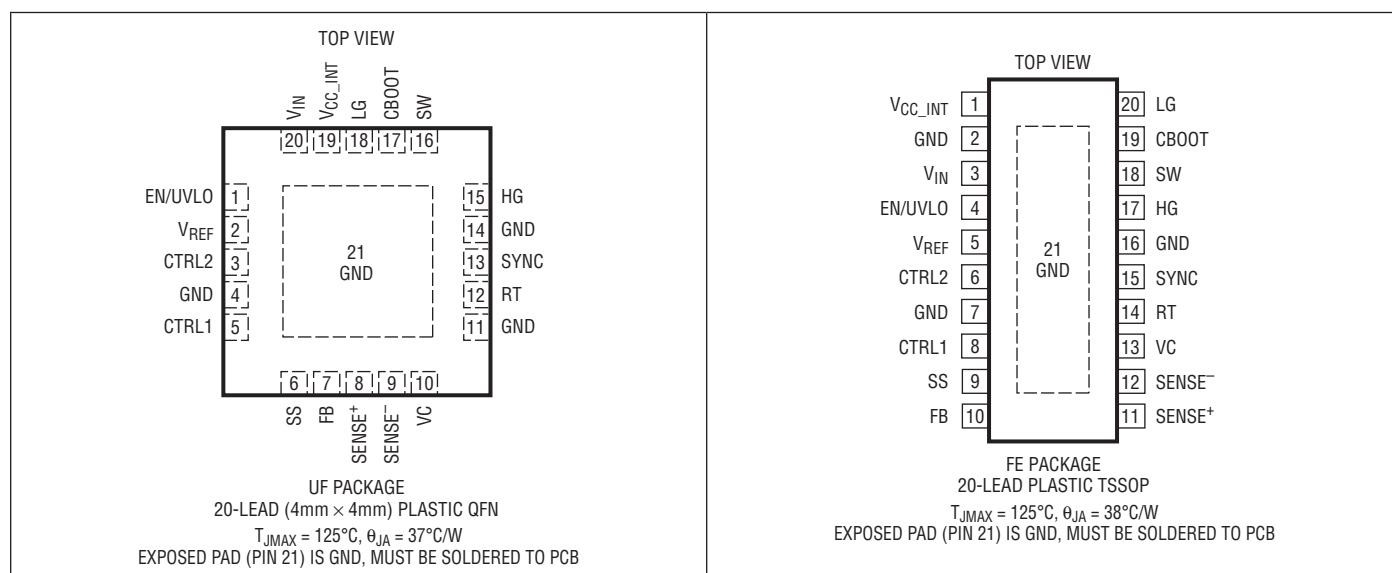 TOP VIEW
VIN
VCC_INT
LG
CBOOT
SW
20 19 18 17 16
EN/UVLO 1
VREF 2
CTRL2 3
GND 4
CTRL1 5
21
GND
15 HG
14 GND
13 SYNC
12 RT
11 GND
6 7 8 9 10
SS
FB
SENSE+
SENSE–
VC
UF PACKAGE
20-LEAD (4mm × 4mm) PLASTIC QFN
TJMAX = 125°C, θJA = 37°C/W
EXPOSED PAD (PIN 21) IS GND, MUST BE SOLDERED TO PCB
TOP VIEW
VCC_INT 1
GND 2
VIN 3
EN/UVLO 4
VREF 5
CTRL2 6
GND 7
CTRL1 8
SS 9
FB 10
21
GND
20 LG
19 CBOOT
18 SW
17 HG
16 GND
15 SYNC
14 RT
13 VC
12 SENSE–
11 SENSE+
FE PACKAGE
20-LEAD PLASTIC TSSOP
TJMAX = 125°C, θJA = 38°C/W
EXPOSED PAD (PIN 21) IS GND, MUST BE SOLDERED TO PCB